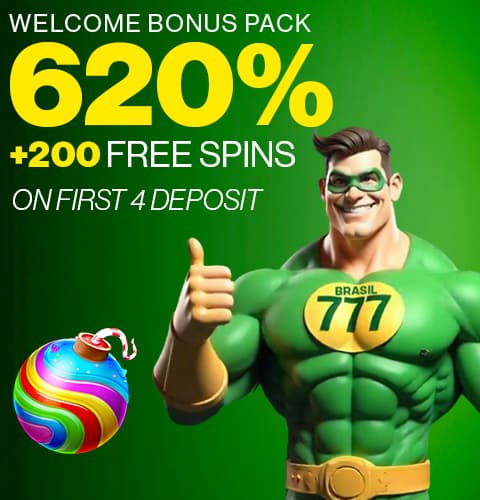 WELCOME BONUS PACK
620%
+200 FREE SPINS
ON FIRST 4 DEPOSIT
BRASIL
777